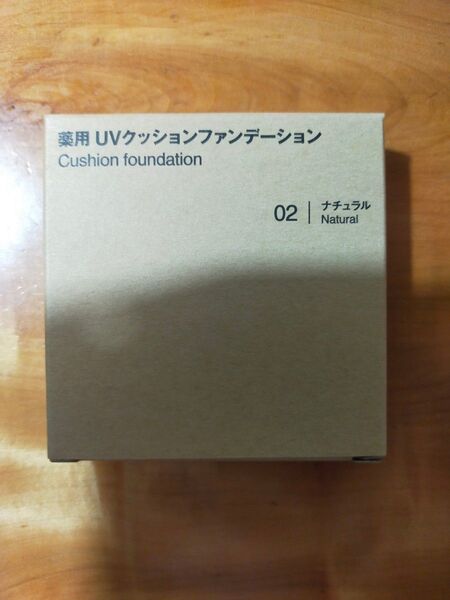 薬用 UVクッションファンデーション
Cushion foundation
02 | ナチュラル
Natural